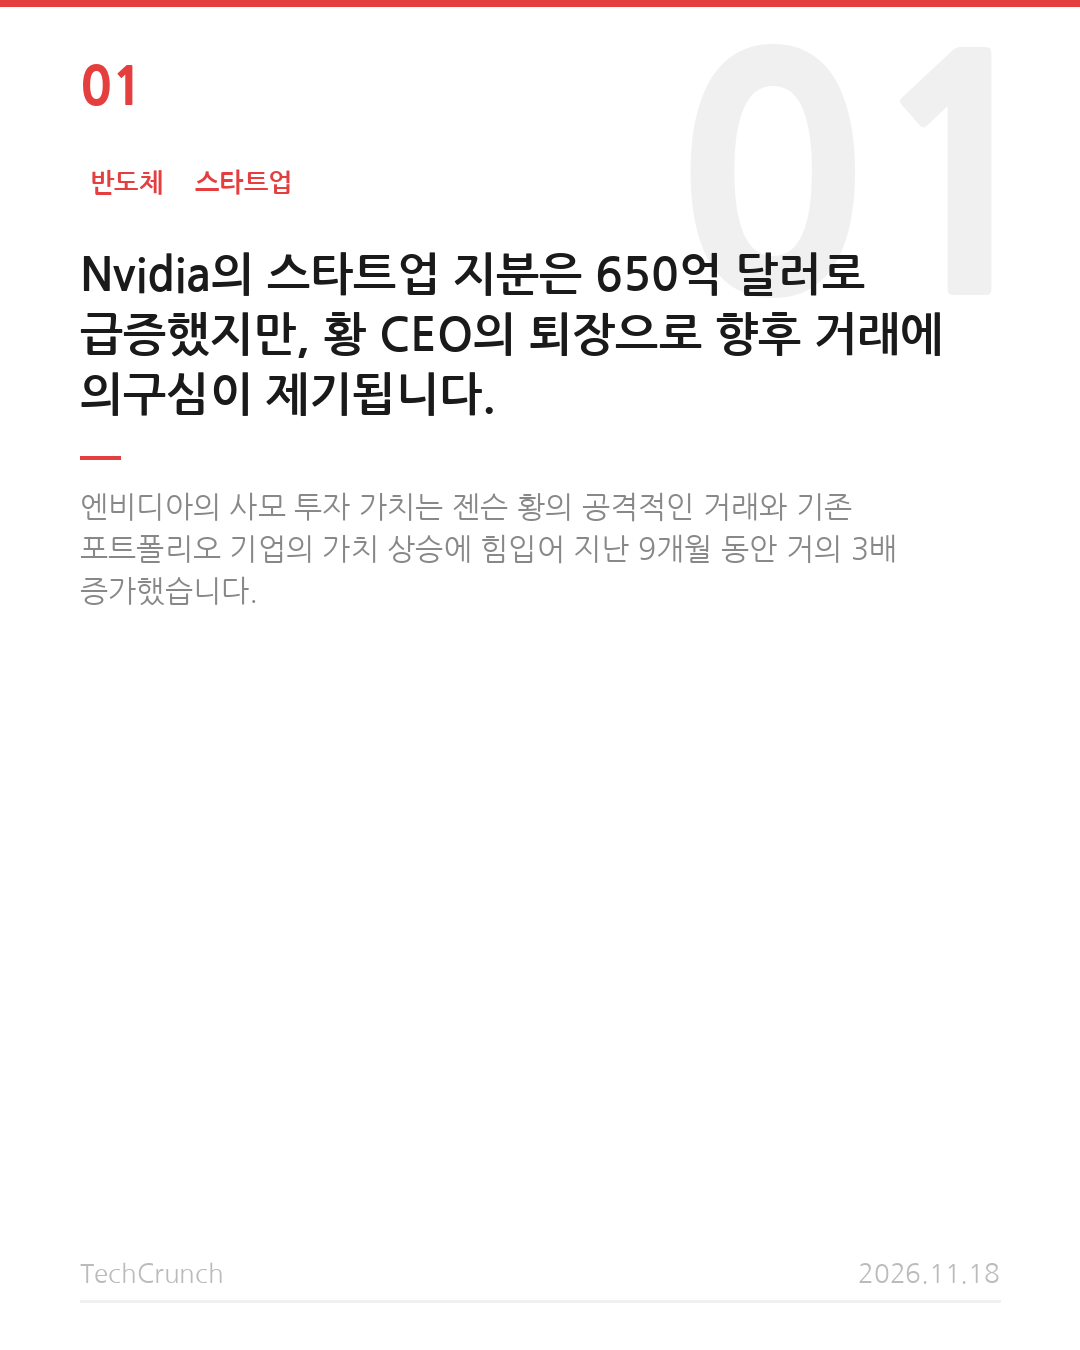 01
01
반도체 스타트업
Nvidia의 스타트업 지분은 650억 달러로
급증했지만, 황 CEO의 퇴장으로 향후 거래에
의구심이 제기됩니다.
엔비디아의 사모 투자 가치는 젠슨 황의 공격적인 거래와 기존
포트폴리오 기업의 가치 상승에 힘입어 지난 9개월 동안 거의 3배
증가했습니다.
TechCrunch 2026.11.18